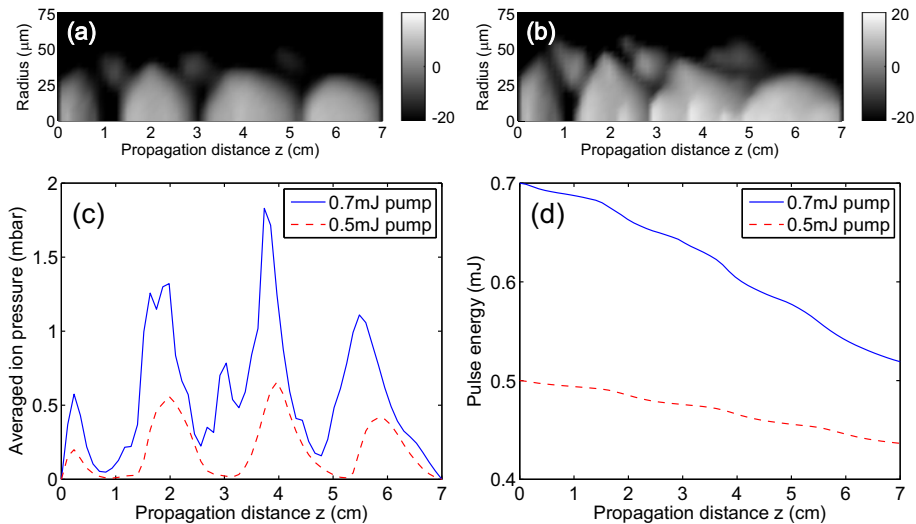 (a)
75
50
25
0
Radius (μm)
0 1 2 3 4 5 6 7
Propagation distance z (cm)
20
0
-20
(b)
75
50
25
0
Radius (μm)
0 1 2 3 4 5 6 7
Propagation distance z (cm)
20
0
-20
(c)
0.7mJ pump
0.5mJ pump
2
1.5
1
0.5
0
Averaged ion pressure (mbar)
0 1 2 3 4 5 6 7
Propagation distance z (cm)
(d)
0.7mJ pump
0.5mJ pump
0.7
0.6
0.5
0.4
Pulse energy (mJ)
0 1 2 3 4 5 6 7
Propagation distance z (cm)